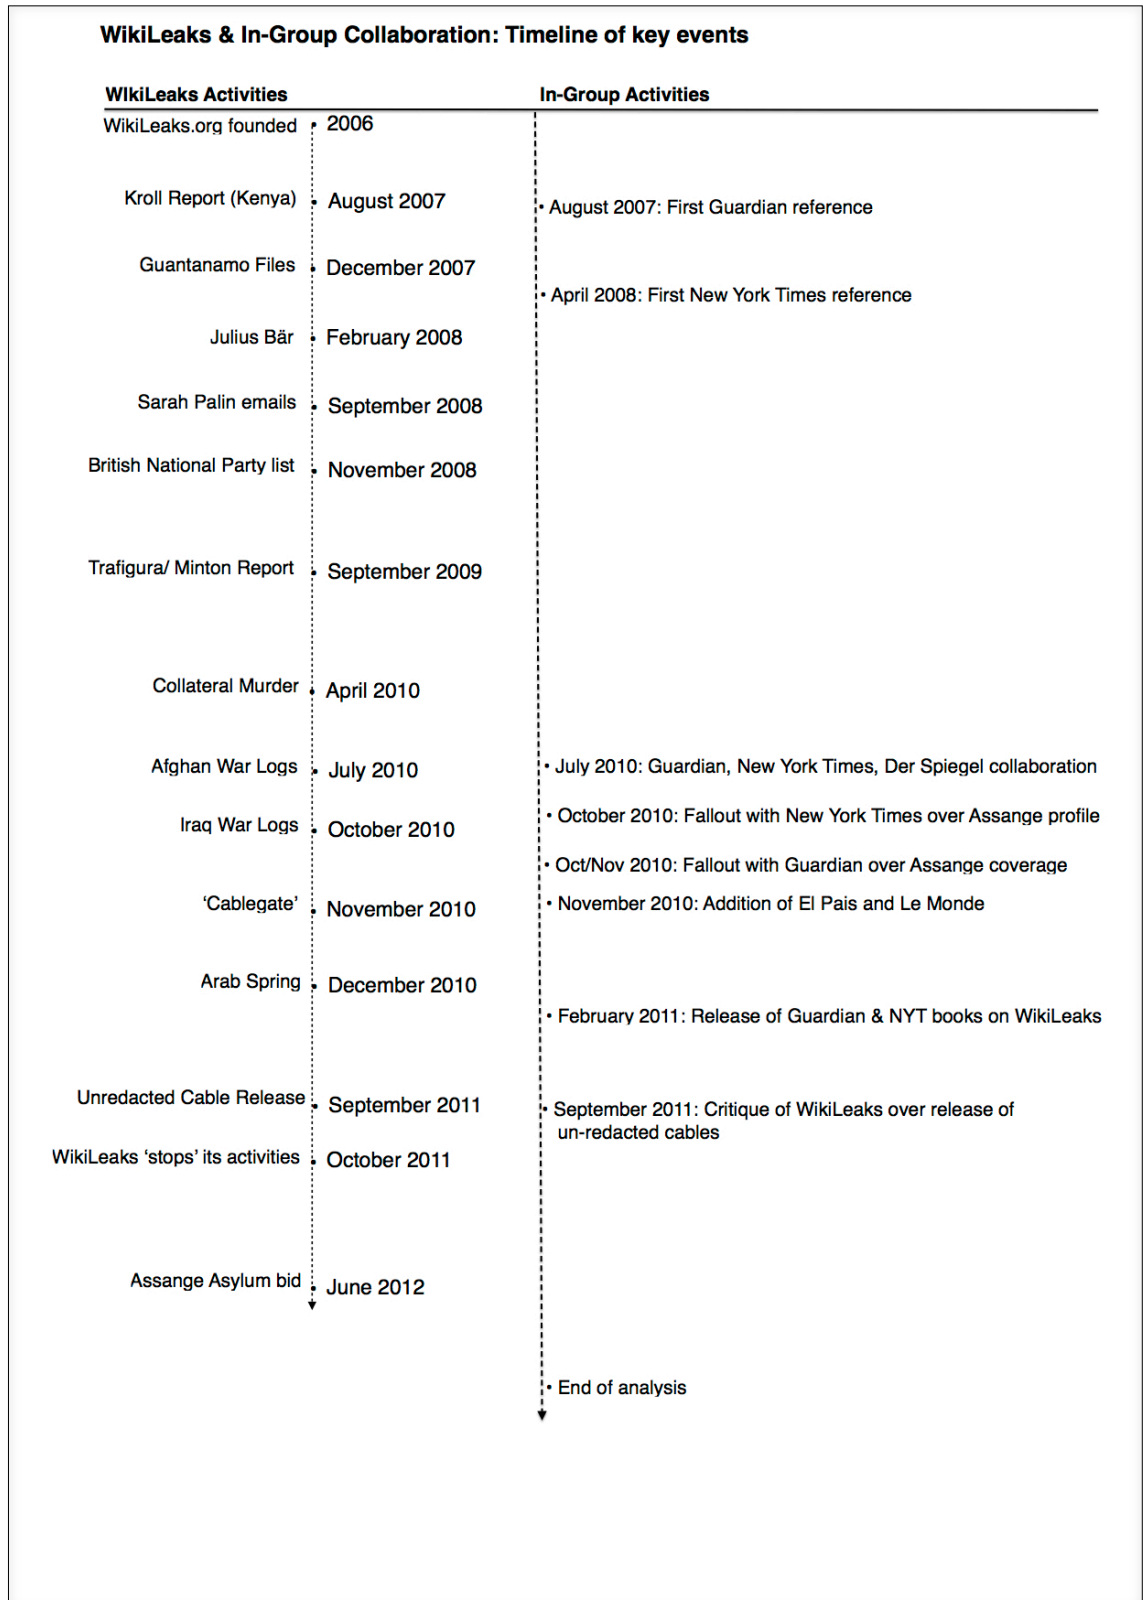 WikiLeaks & In-Group Collaboration: Timeline of key events
WIkiLeaks Activities
In-Group Activities
WikiLeaks.org founded • 2006
Kroll Report (Kenya) • August 2007
• August 2007: First Guardian reference
Guantanamo Files • December 2007
• April 2008: First New York Times reference
Julius Bär • February 2008
Sarah Palin emails • September 2008
British National Party list • November 2008
Trafigura/ Minton Report • September 2009
Collateral Murder • April 2010
Afghan War Logs • July 2010
• July 2010: Guardian, New York Times, Der Spiegel collaboration
Iraq War Logs • October 2010
• October 2010: Fallout with New York Times over Assange profile
• Oct/Nov 2010: Fallout with Guardian over Assange coverage
'Cablegate' • November 2010
• November 2010: Addition of El Pais and Le Monde
Arab Spring • December 2010
• February 2011: Release of Guardian & NYT books on WikiLeaks
Unredacted Cable Release • September 2011
• September 2011: Critique of WikiLeaks over release of
un-redacted cables
WikiLeaks 'stops' its activities • October 2011
Assange Asylum bid • June 2012
• End of analysis